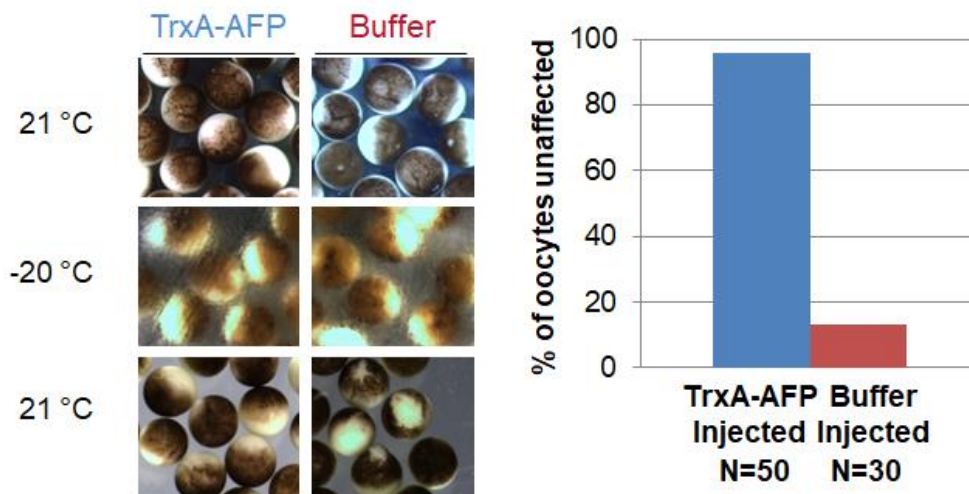 TrxA-AFP Buffer
21 °C
-20 °C
21 °C
% of oocytes unaffected
100
80
60
40
20
0
TrxA-AFP Buffer
Injected Injected
N=50 N=30